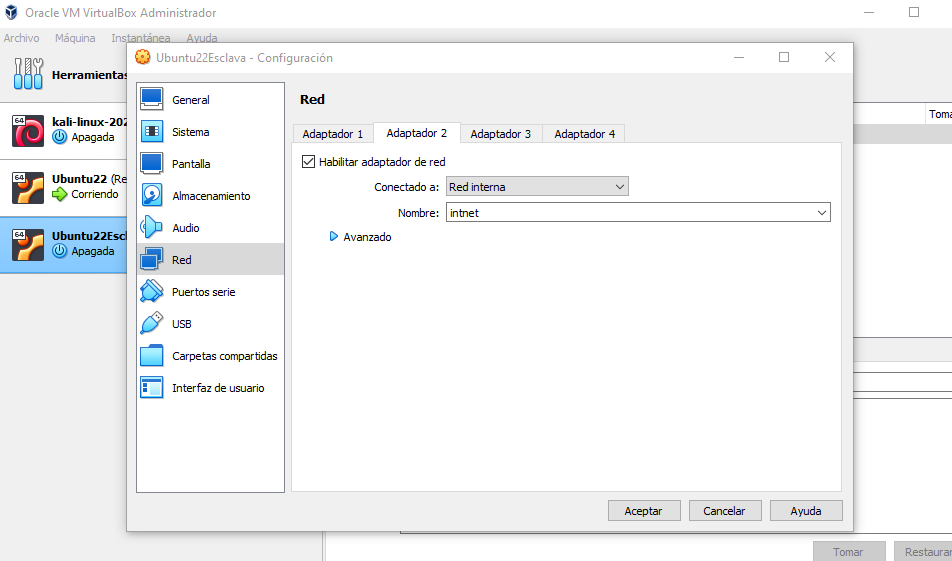 Oracle VM VirtualBox Administrador
Archivo Máquina Instantánea Ayuda
Ubuntu22Esclava - Configuración
Herramientas
64
kali-linux-202
Apagada
64
Ubuntu22 (Re
Corriendo
64
Ubuntu22Escl
Apagada
General
Sistema
Pantalla
Almacenamiento
Audio
Red
Puertos serie
USB
Carpetas compartidas
Interfaz de usuario
Red
Adaptador 1 Adaptador 2 Adaptador 3 Adaptador 4
Habilitar adaptador de red
Conectado a: Red interna
Nombre: intnet
Avanzado
Aceptar Cancelar Ayuda
Toma
Tomar Restaurar